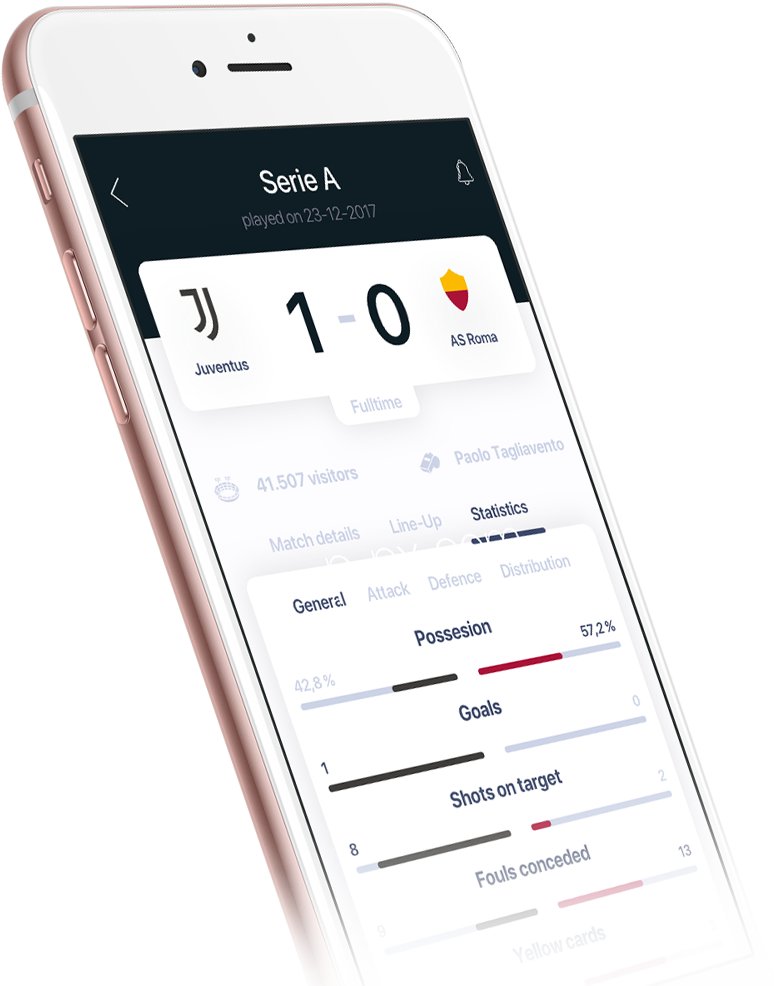 Serie A
played on 23-12-2017
1 - 0
Juventus
AS Roma
Fulltime
41.507 visitors
Paolo Tagliavento
Match details Line-Up Statistics
General Attack Defence Distribution
Possesion
42,8% 57,2%
Goals
1 0
Shots on target
8 2
Fouls conceded
9 13
Yellow cards